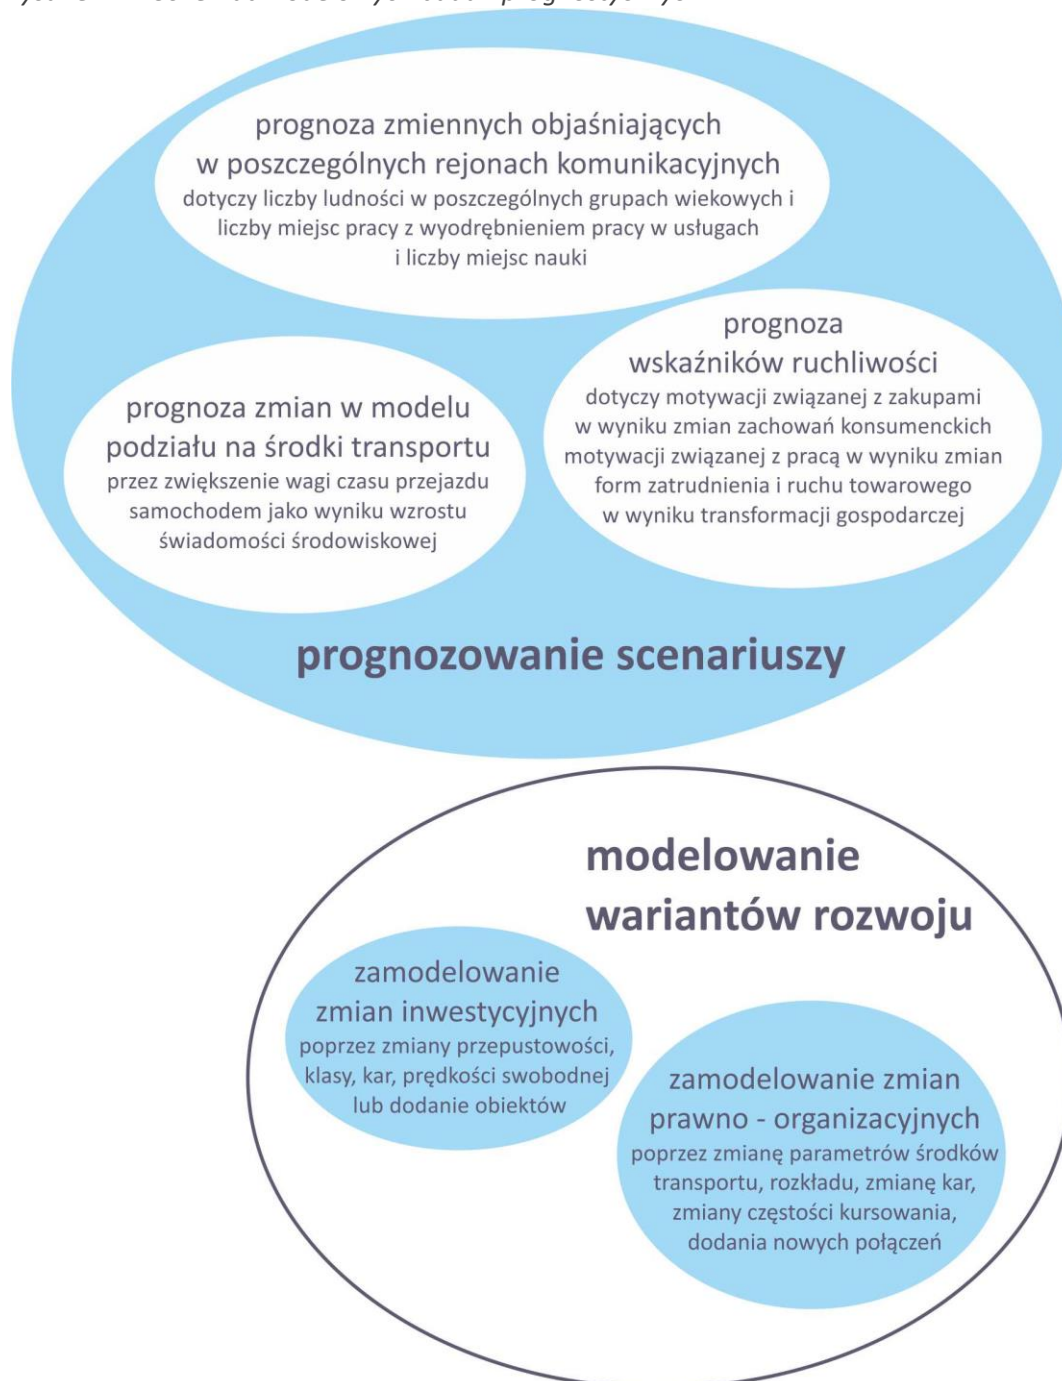 prognoza zmiennych objaśniających
w poszczególnych rejonach komunikacyjnych
dotyczy liczby ludności w poszczególnych grupach wiekowych i
liczby miejsc pracy z wyodrębnieniem pracy w usługach
i liczby miejsc nauki
prognoza
wskaźników ruchliwości
dotyczy motywacji związanej z zakupami
w wyniku zmian zachowań konsumenckich
motywacji związanej z pracą w wyniku zmian
form zatrudnienia i ruchu towarowego
w wyniku transformacji gospodarczej
prognoza zmian w modelu
podziału na środki transportu
przez zwiększenie wagi czasu przejazdu
samochodem jako wyniku wzrostu
świadomości środowiskowej
prognozowanie scenariuszy
modelowanie
wariantów rozwoju
zamodelowanie
zmian inwestycyjnych
poprzez zmiany przepustowości,
klasy, kar, prędkości swobodnej
lub dodanie obiektów
zamodelowanie zmian
prawno - organizacyjnych
poprzez zmianę parametrów środków
transportu, rozkładu, zmianę kar,
zmiany częstości kursowania,
dodania nowych połączeń